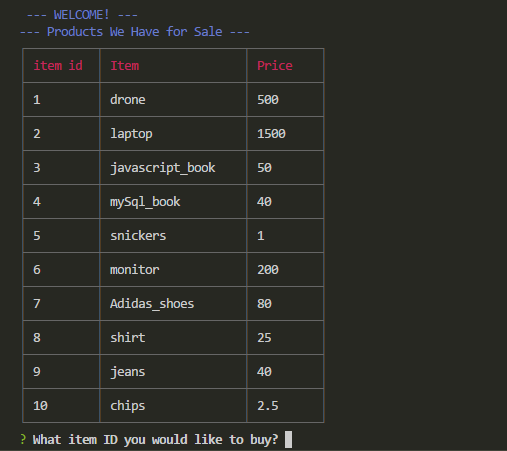 --- WELCOME! ---
--- Products We Have for Sale ---
item id Item Price
1 drone 500
2 laptop 1500
3 javascript_book 50
4 mySql_book 40
5 snickers 1
6 monitor 200
7 Adidas_shoes 80
8 shirt 25
9 jeans 40
10 chips 2.5
? What item ID you would like to buy?